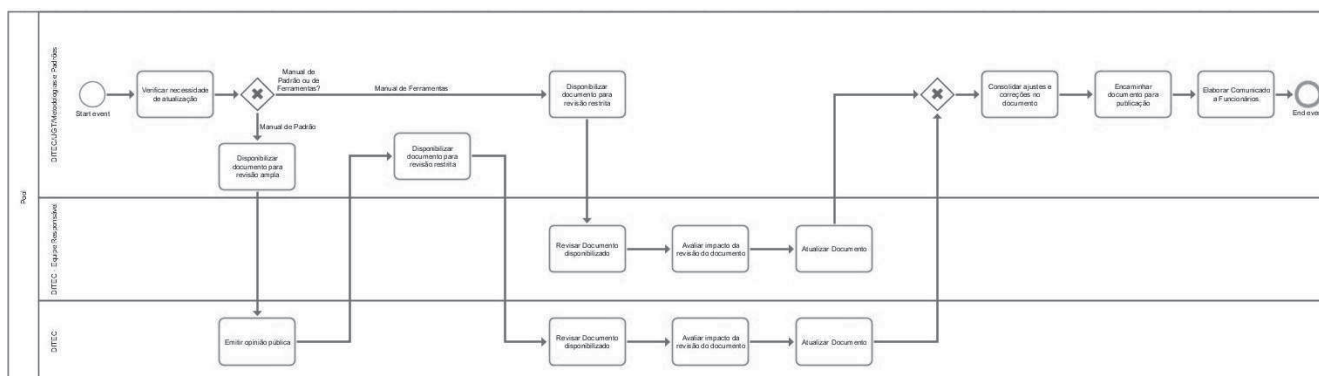 Pool
DITEC/UGT/Metodologias e Padrões
Start event
Verificar necessidade
de atualização
Manual de
Padrão ou de
Ferramentas?
Manual de Ferramentas
Manual de Padrão
Disponibilizar
documento para
revisão ampla
Disponibilizar
documento para
revisão restrita
Disponibilizar
documento para
revisão restrita
Consolidar ajustes e
correções no
documento
Encaminhar
documento para
publicação
Elaborar Comunicado
a Funcionários
End event
DITEC - Equipe Responsável
Revisar Documento
disponibilizado
Avaliar impacto da
revisão do documento
Atualizar Documento
DITEC
Emitir opinião pública
Revisar Documento
disponibilizado
Avaliar impacto da
revisão do documento
Atualizar Documento